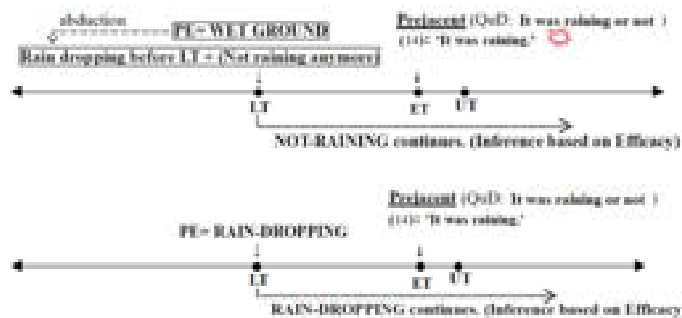 abduction
PE= WET GROUND
Rain dropping before LT + (Not raining anymore)
Prejacent (QuD: It was raining or not )
(14)= 'It was raining.'
LT
ET
UT
NOT-RAINING continues. (Inference based on Efficacy)
Prejacent (QuD: It was raining or not )
(14)= 'It was raining.'
PE= RAIN-DROPPING
LT
ET
UT
RAIN-DROPPING continues. (Inference based on Efficacy